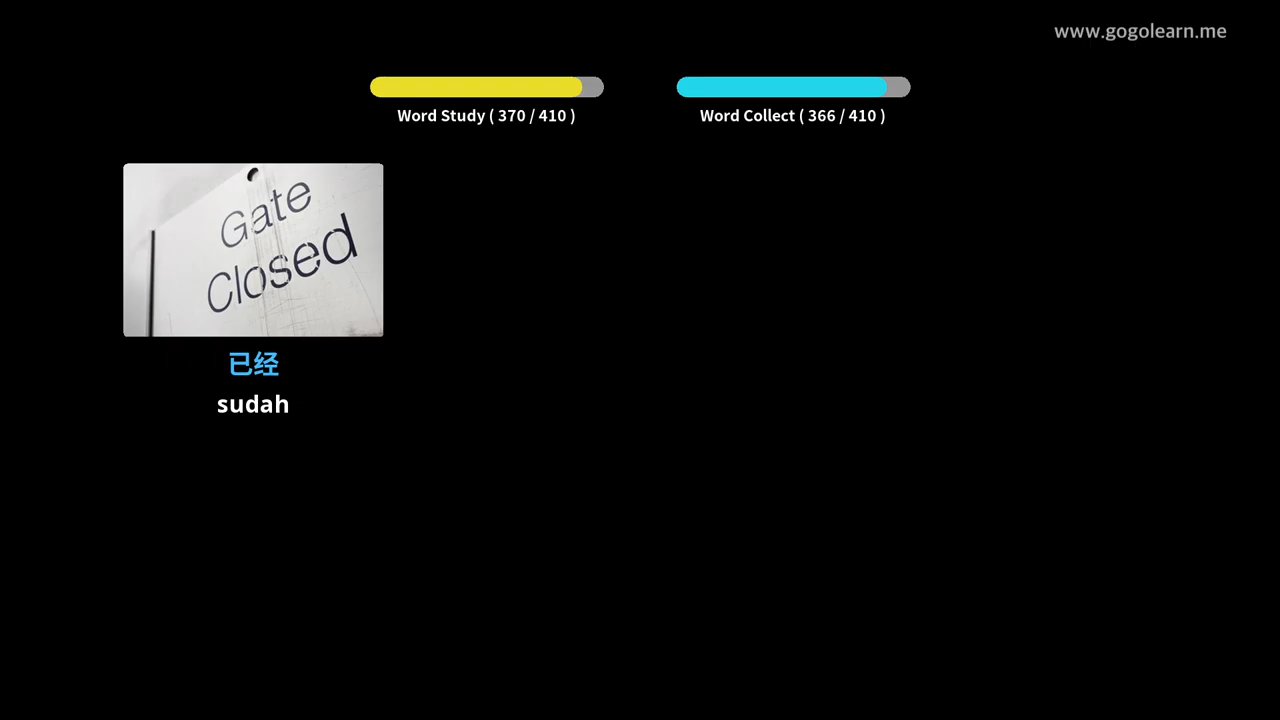 www.gogolearn.me
Word Study ( 370 / 410 )
Word Collect ( 366 / 410 )
Gate
Closed
已经
sudah